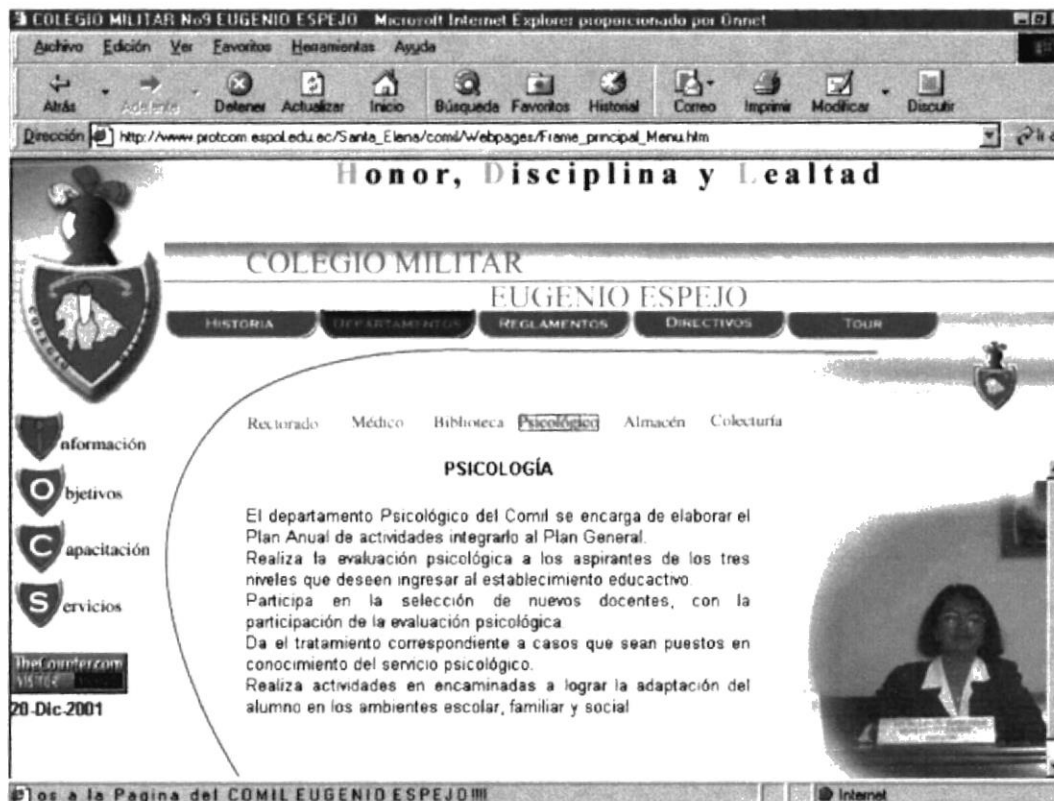 COLEGIO MILITAR No9 EUGENIO ESPEJO Microsoft Internet Explorer proporcionado por Onnet
Archivo Edición Ver Favoritos Herramientas Ayuda
Atrás Adelante Detener Actualizar Inicio Búsqueda Favoritos Historial Correo Imprimir Modificar Discutir
Dirección http://www.protcom.espol.edu.ec/Santa_Elena/comil/Webpages/Frame_principal_Menu.htm Ir
Honor, Disciplina y Lealtad
COLEGIO MILITAR
EUGENIO ESPEJO
COLEGIO
HISTORIA DEPARTAMENTOS REGLAMENTOS DIRECTIVOS TOUR
Rectorado Médico Biblioteca Psicológico Almacén Colecturía
Información
Objetivos
Capacitación
Servicios
TheCounter.com
VISITOR
20-Dic-2001
PSICOLOGÍA
El departamento Psicológico del Comil se encarga de elaborar el
Plan Anual de actividades integrarlo al Plan General.
Realiza la evaluación psicológica a los aspirantes de los tres
niveles que deseen ingresar al establecimiento educactivo.
Participa en la selección de nuevos docentes, con la
participación de la evaluación psicológica
Da el tratamiento correspondiente a casos que sean puestos en
conocimiento del servicio psicológico.
Realiza actividades en encaminadas a lograr la adaptación del
alumno en los ambientes escolar, familiar y social
os a la Pagina del COMIL EUGENIO ESPEJO!!!!
Internet